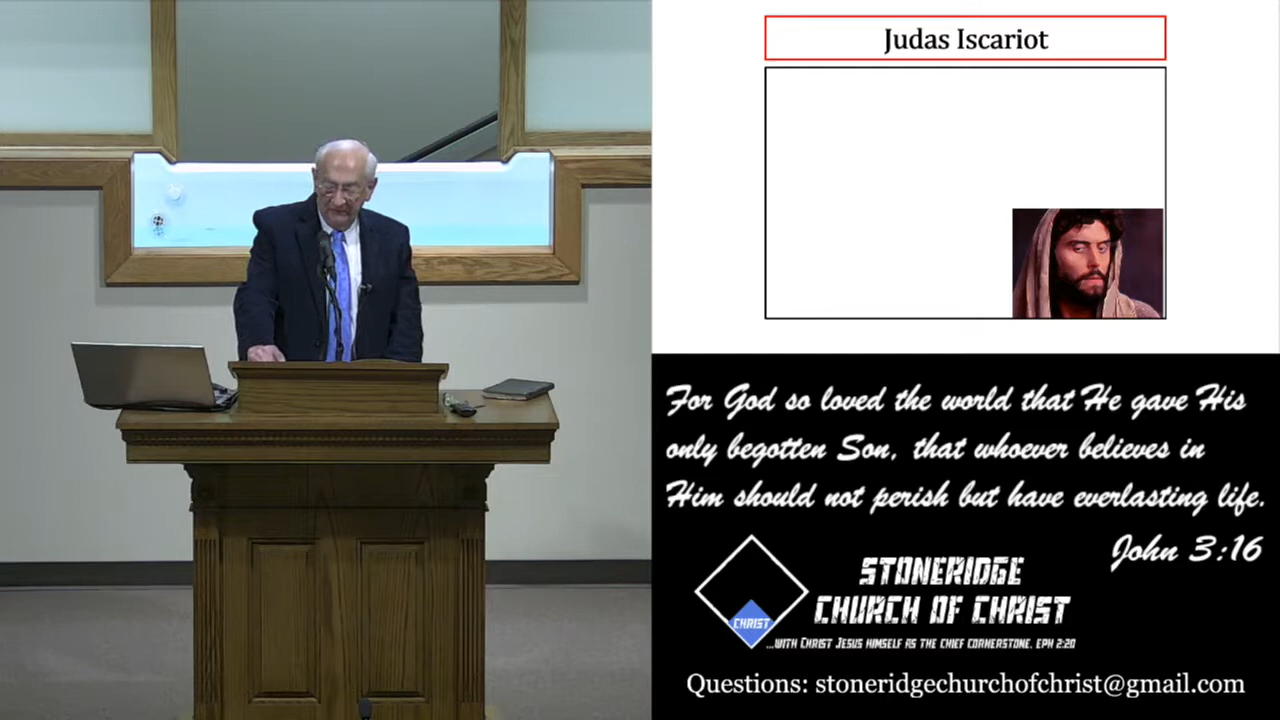 Judas Iscariot
For God so loved the world that He gave His
only begotten Son, that whoever believes in
Him should not perish but have everlasting life.
John 3:16
CHRIST
STONERIDGE
CHURCH OF CHRIST
...WITH CHRIST JESUS HIMSELF AS THE CHIEF CORNERSTONE. EPH 2:20
Questions: stoneridgechurchofchrist@gmail.com